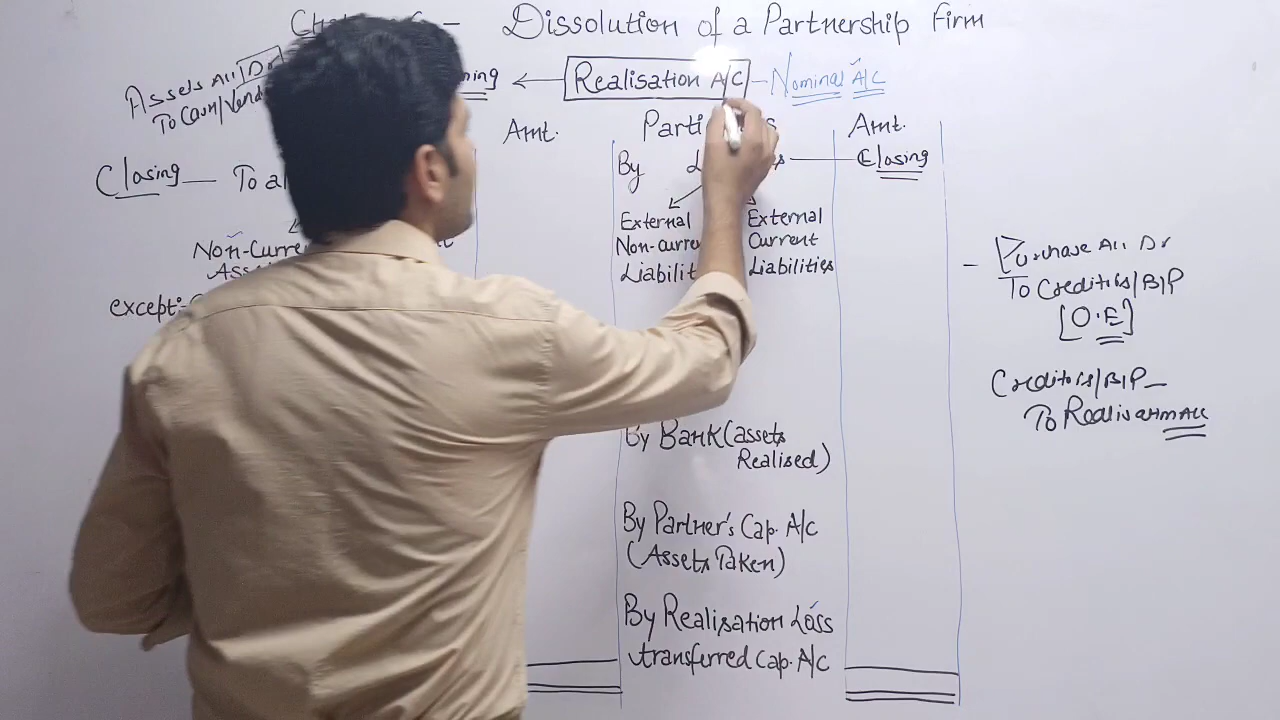 Dissolution of a Partnership Firm
Assets A/c Dr
To Cash/Vend
Realisation A/C - Nominal A/C
Amt.
Amt.
By
Closing
Closing - To al
External
Non-curre
Liabilit
External
Current
Liabilities
Non-Curre
except:-
By Bank (assets
Realised)
By Partner's Cap. A/c
(Assets Taken)
By Realisation Loss
transferred Cap. A/C
- Purchase A/c Dr
To Creditors/B/P
[O.E]
Creditors/B/P -
To Realisation A/c